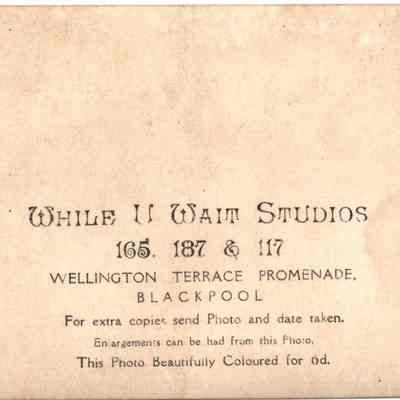 WHILE U WAIT STUDIOS
165. 187 & 117
WELLINGTON TERRACE PROMENADE,
BLACKPOOL
For extra copies send Photo and date taken.
Enlargements can be had from this Photo.
This Photo Beautifully Coloured for 6d.